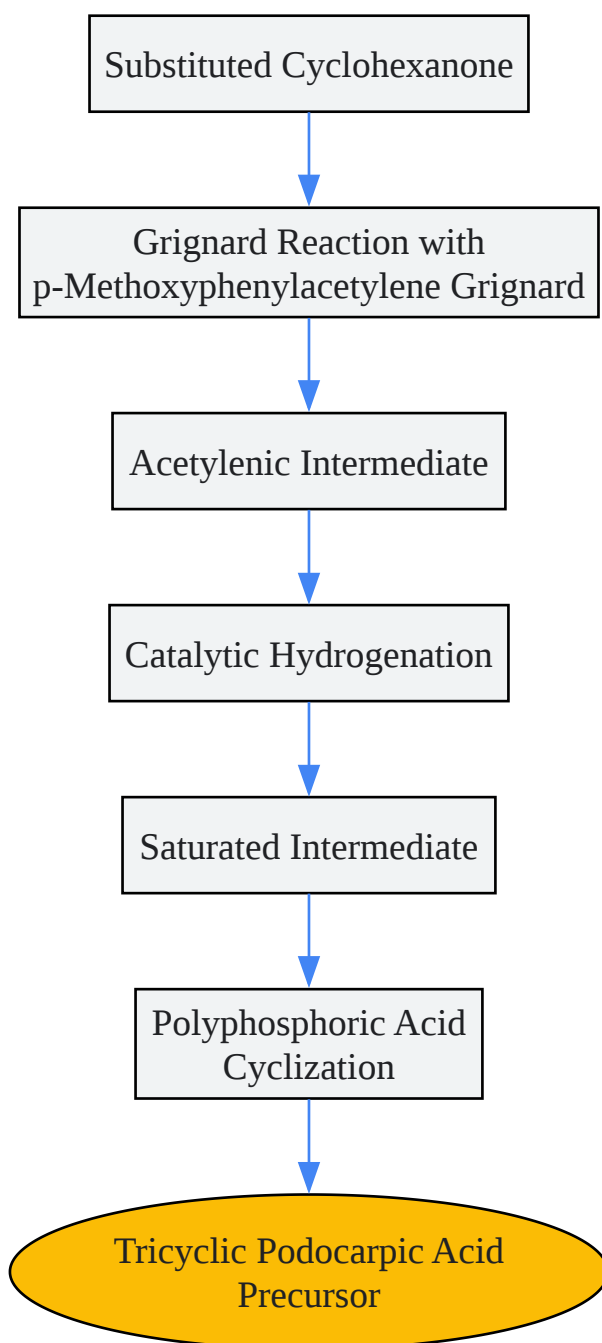 Substituted Cyclohexanone
Grignard Reaction with
p-Methoxyphenylacetylene Grignard
Acetylenic Intermediate
Catalytic Hydrogenation
Saturated Intermediate
Polyphosphoric Acid
Cyclization
Tricyclic Podocarpic Acid
Precursor